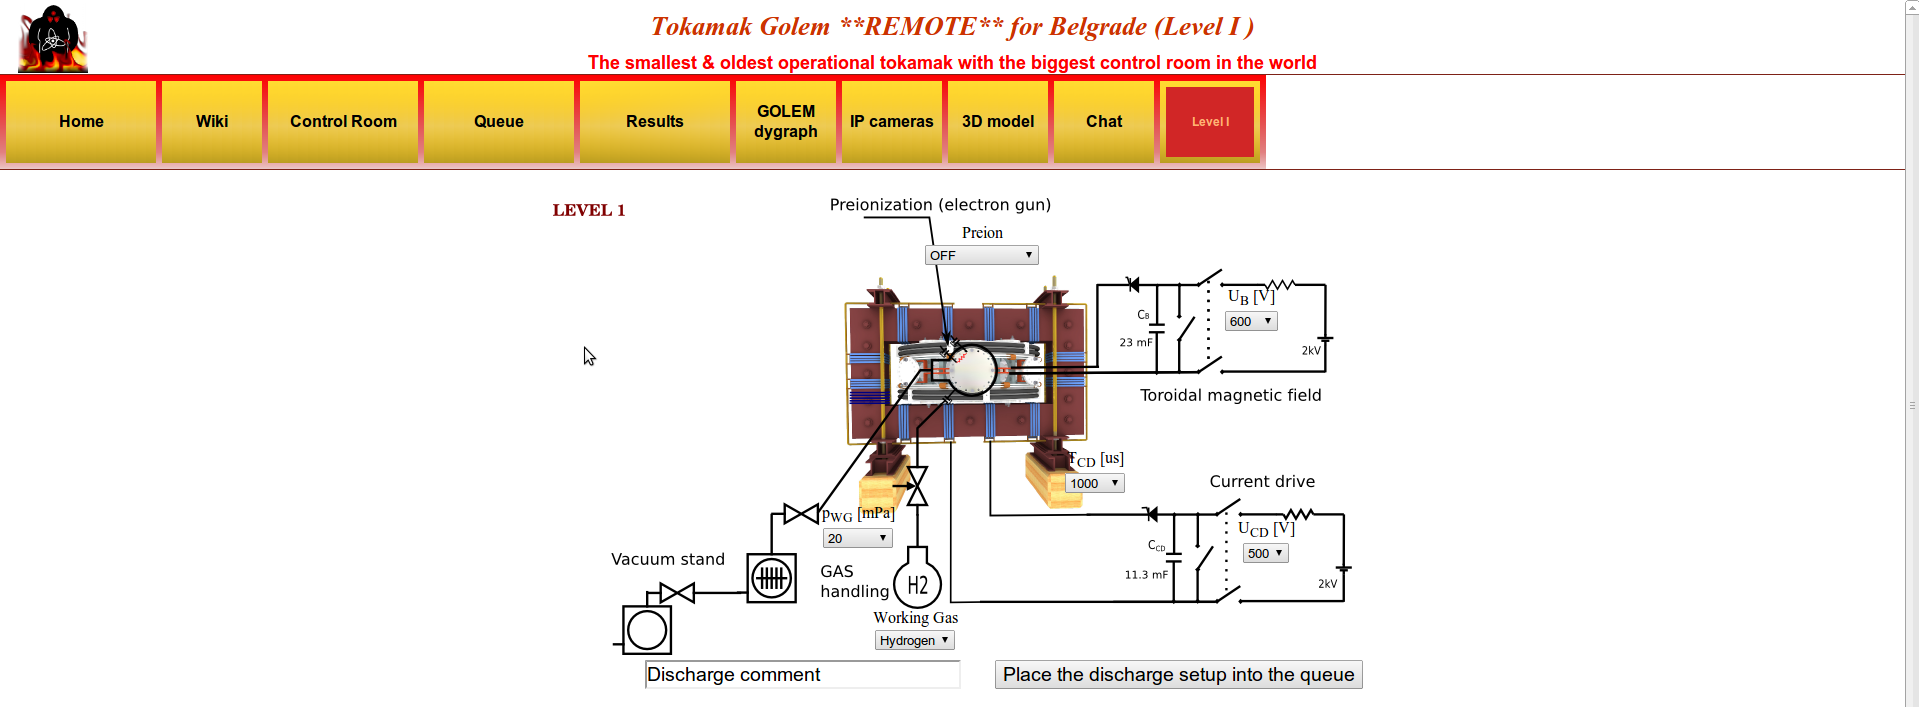 Tokamak Golem **REMOTE** for Belgrade (Level I )
The smallest & oldest operational tokamak with the biggest control room in the world
Home
Wiki
Control Room
Queue
Results
GOLEM
dygraph
IP cameras
3D model
Chat
Level I
LEVEL 1
Preionization (electron gun)
Preion
OFF
UB [V]
600
CB
23 mF
2kV
Toroidal magnetic field
TCD [us]
1000
Current drive
UCD [V]
500
CCD
11.3 mF
2kV
pWG [mPa]
20
Vacuum stand
GAS
handling
H2
Working Gas
Hydrogen
Discharge comment
Place the discharge setup into the queue